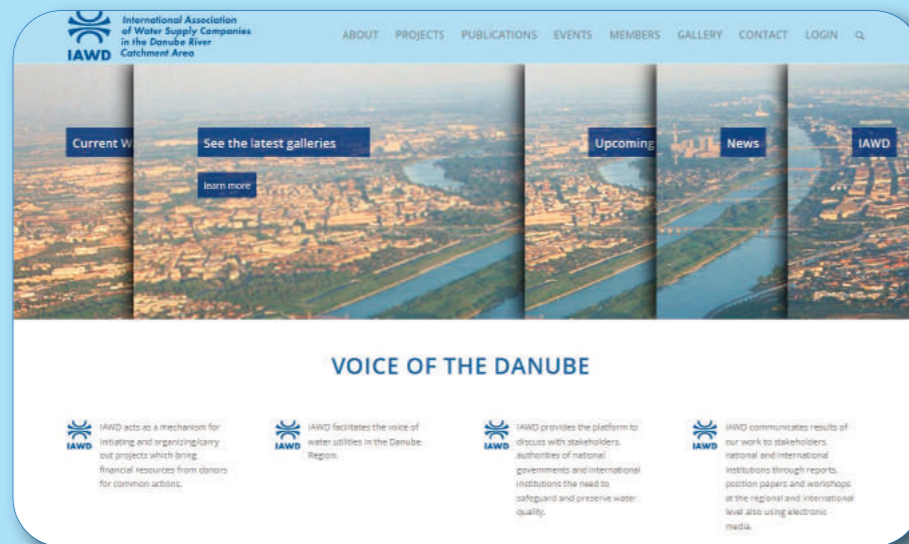 International Association
of Water Supply Companies
in the Danube River
Catchment Area
IAWD
ABOUT PROJECTS PUBLICATIONS EVENTS MEMBERS GALLERY CONTACT LOGIN
Current W
See the latest galleries
learn more
Upcoming
News
IAWD
VOICE OF THE DANUBE
IAWD
IAWD acts as a mechanism for
initiating and organizing/carry
out projects which bring
financial resources from donors
for common actions.
IAWD
IAWD facilitates the voice of
water utilities in the Danube
Region.
IAWD
IAWD provides the platform to
discuss with stakeholders,
authorities of national
governments and international
institutions the need to
safeguard and preserve water
quality.
IAWD
IAWD communicates results of
our work to stakeholders,
national and international
institutions through reports,
position papers and workshops
at the regional and international
level also using electronic
media.